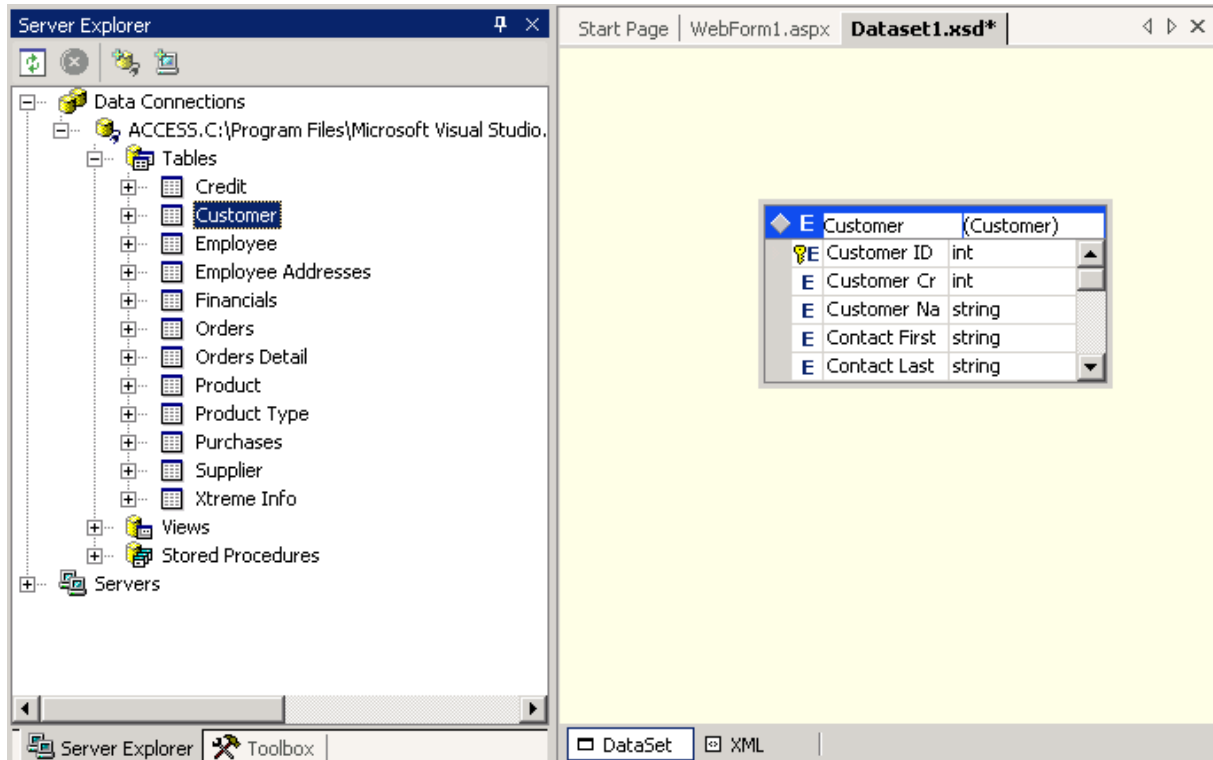 Server Explorer
Data Connections
ACCESS.C:\Program Files\Microsoft Visual Studio.
Tables
Credit
Customer
Employee
Employee Addresses
Financials
Orders
Orders Detail
Product
Product Type
Purchases
Supplier
Xtreme Info
Views
Stored Procedures
Servers
Server Explorer Toolbox
Start Page WebForm1.aspx Dataset1.xsd*
E Customer (Customer)
E Customer ID int
E Customer Cr int
E Customer Na string
E Contact First string
E Contact Last string
DataSet XML